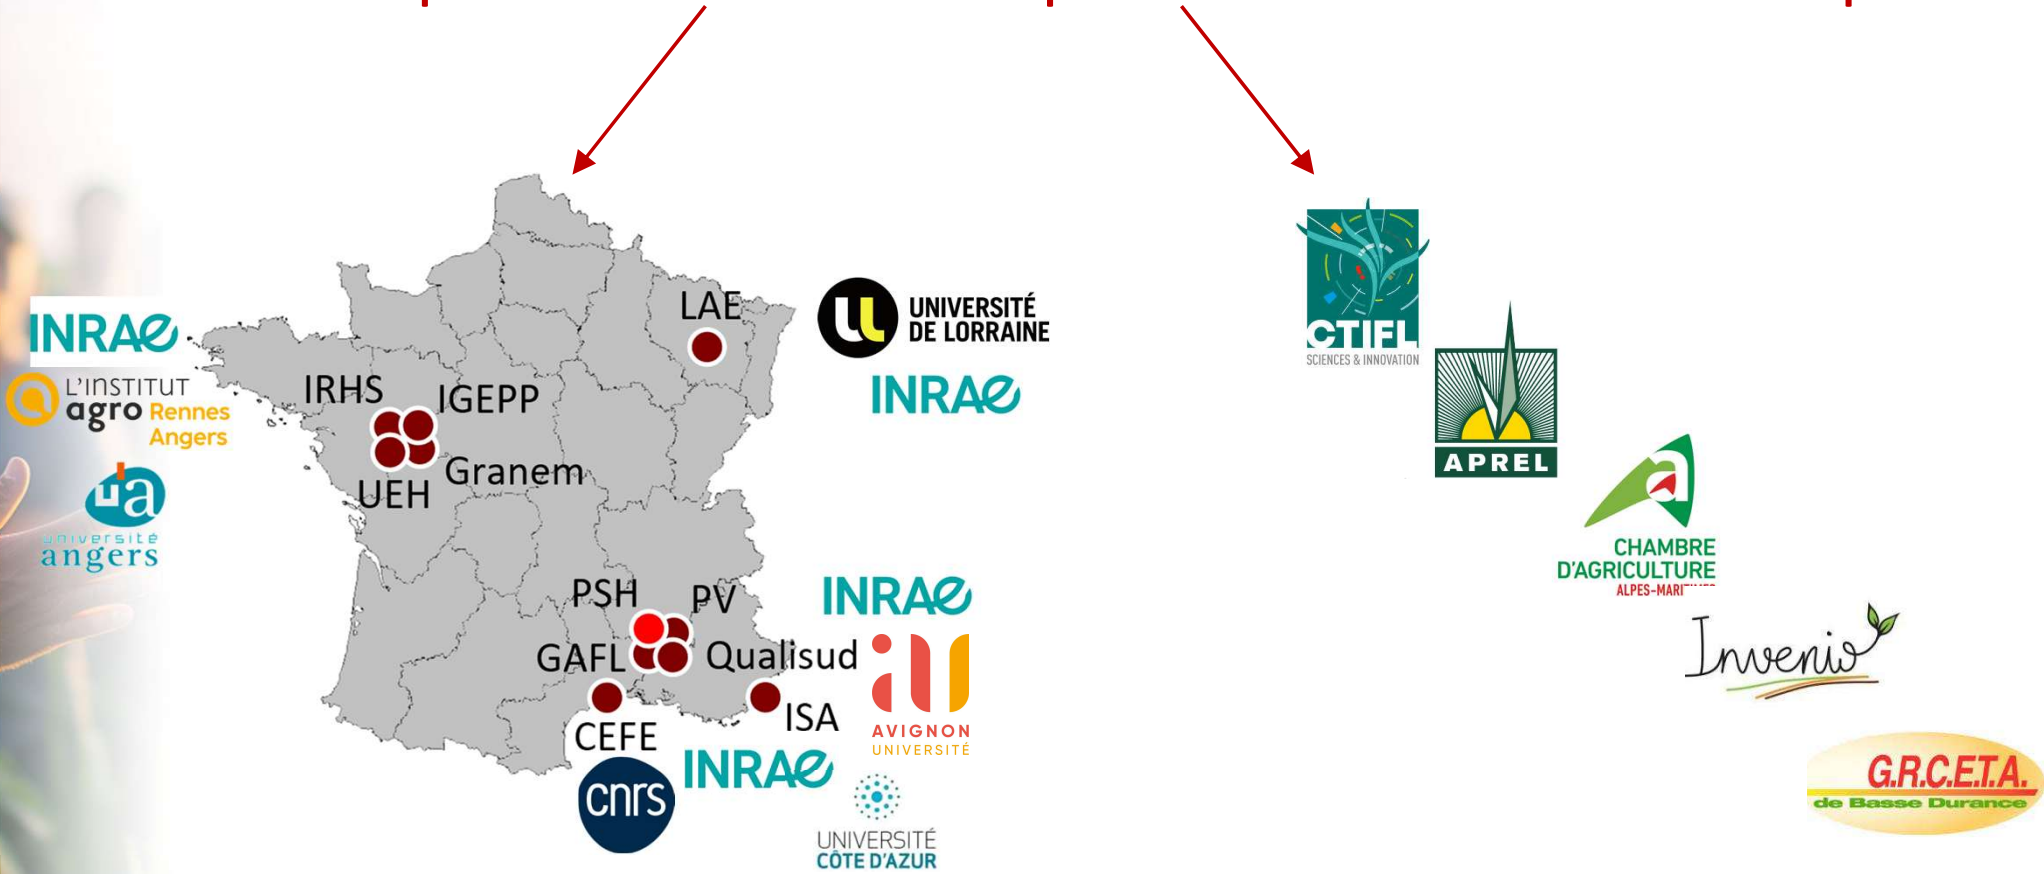 LAE
UNIVERSITÉ
DE LORRAINE
INRAE
INRAE
L'INSTITUT
agro Rennes
Angers
IRHS
IGEPP
Granem
UEH
ua
université
angers
PSH
PV
GAFL
Qualisud
CEFE
ISA
INRAE
AVIGNON
UNIVERSITÉ
INRAE
cnrs
UNIVERSITÉ
CÔTE D'AZUR
CTIFL
SCIENCES & INNOVATION
APREL
CHAMBRE
D'AGRICULTURE
Invenio
G.R.C.E.T.A.
de Basse Durance